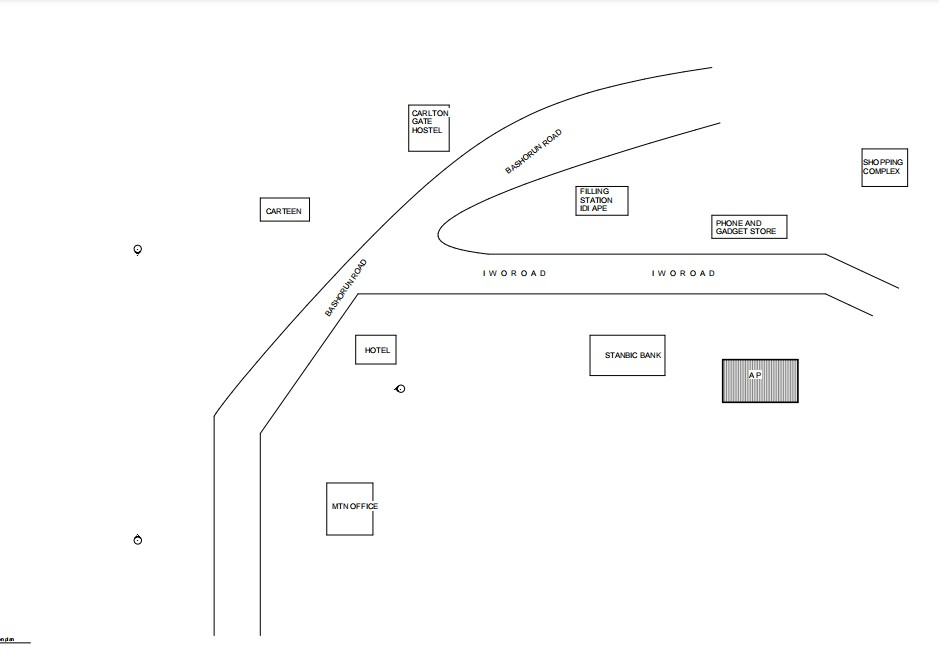 CARLTON
GATE
HOSTEL
BASHORUN ROAD
SHOPPING
COMPLEX
FILLING
STATION
IDI APE
CARTEEN
PHONE AND
GADGET STORE
I W O R O A D
I W O R O A D
BASHORUN ROAD
HOTEL
STANBIC BANK
A P
MTN OFFICE